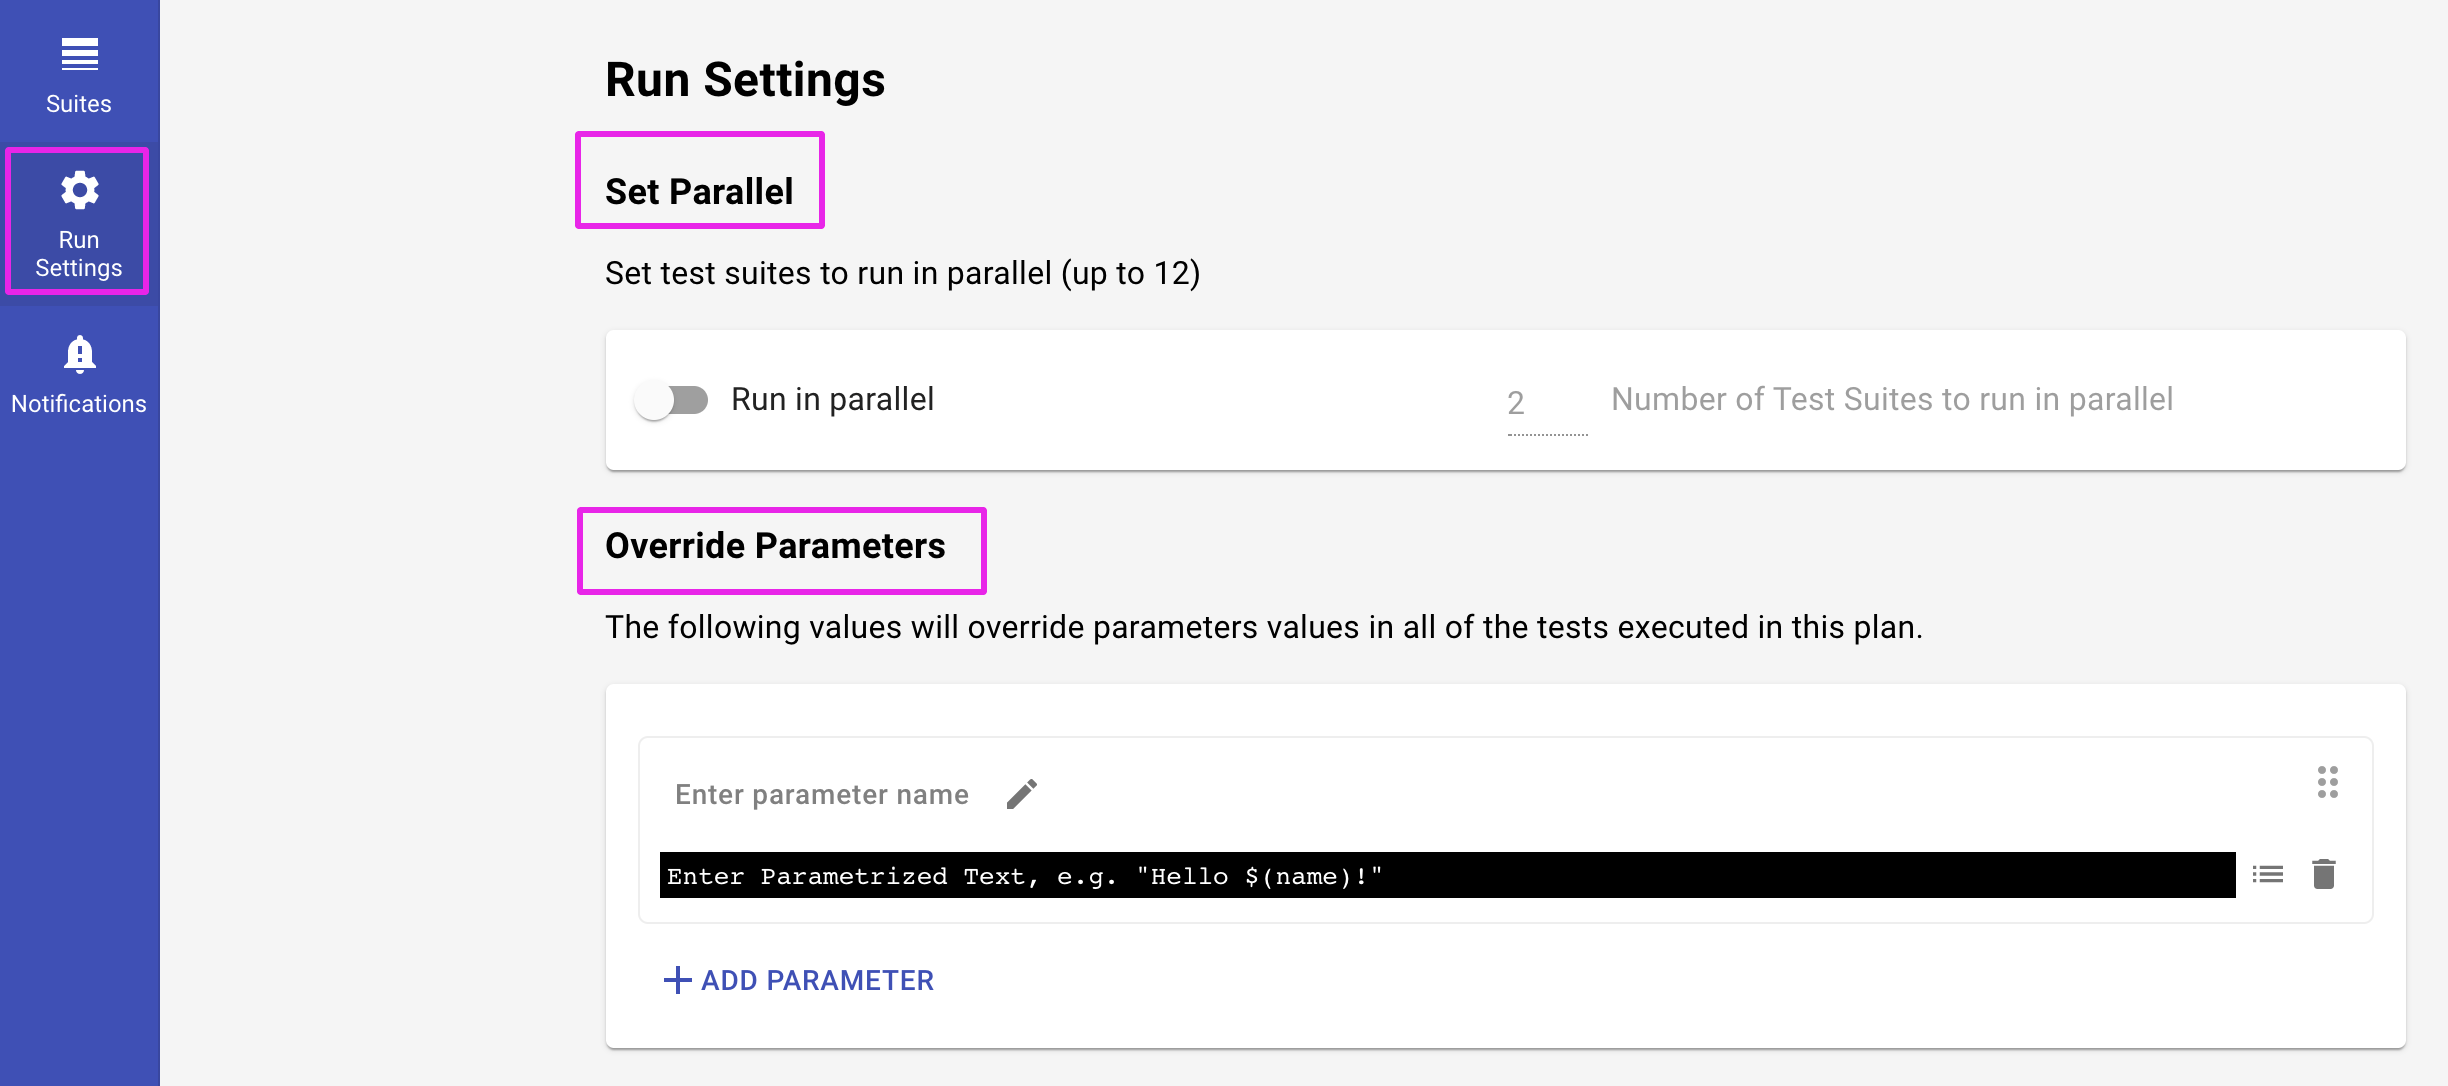 Suites
Run
Settings
Notifications
Run Settings
Set Parallel
Set test suites to run in parallel (up to 12)
Run in parallel
2 Number of Test Suites to run in parallel
Override Parameters
The following values will override parameters values in all of the tests executed in this plan.
Enter parameter name
Enter Parametrized Text, e.g. "Hello $(name)!"
ADD PARAMETER